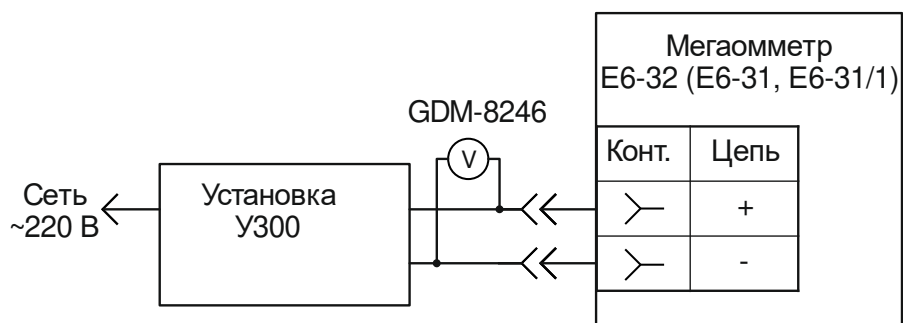 Мегаомметр
Е6-32 (Е6-31, Е6-31/1)
GDM-8246
V
Конт.
Цепь
Сеть
~220 В
Установка
У300
+
-